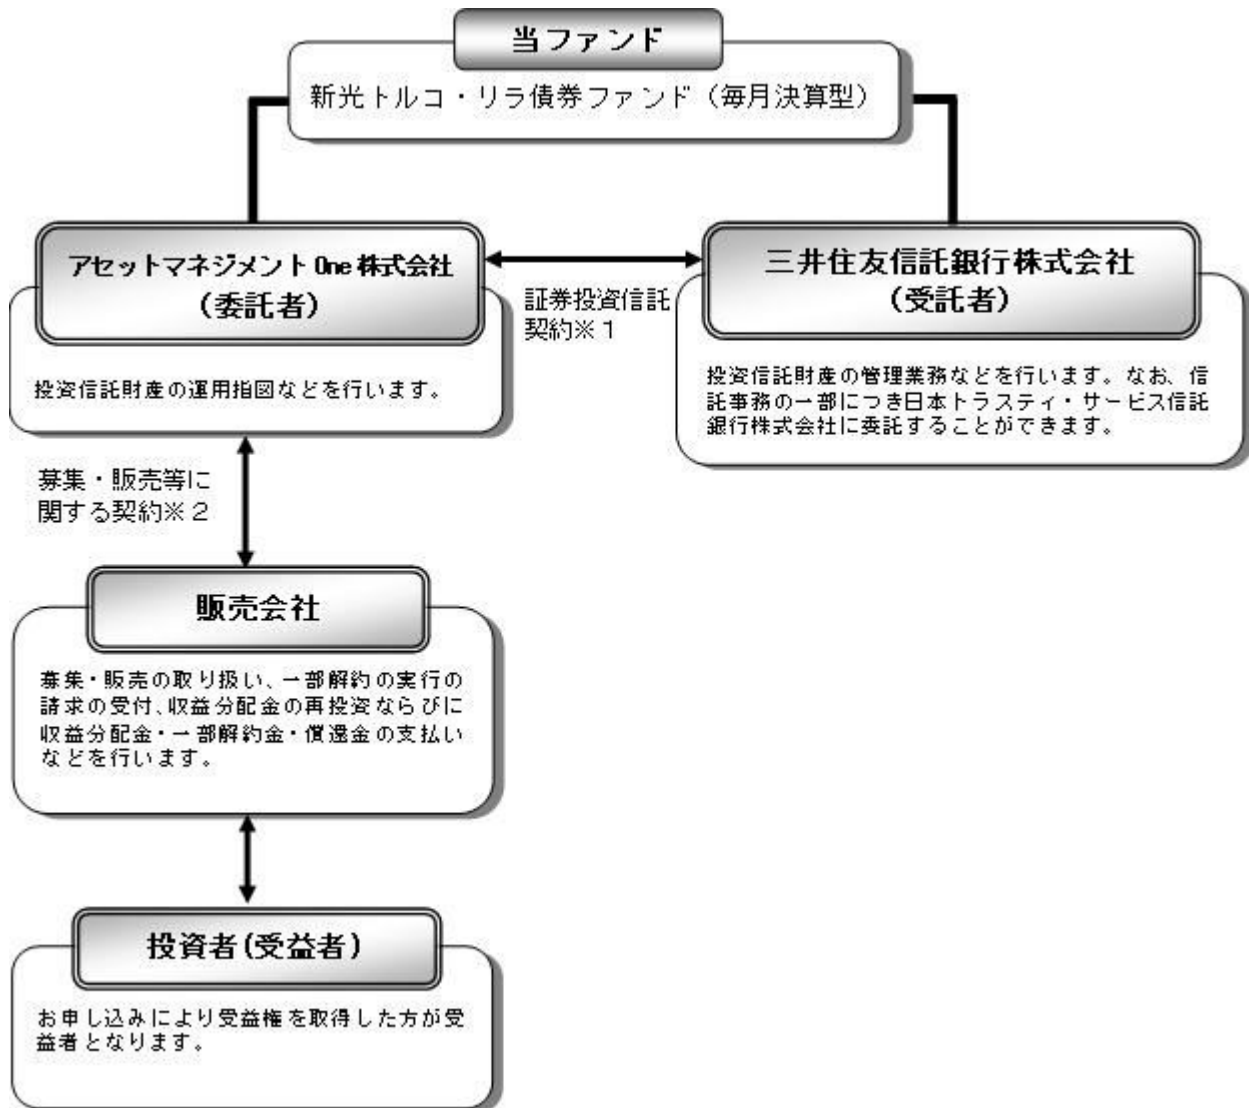 当ファンド
新光トルコ・リラ債券ファンド（毎月決算型）
アセットマネジメント One 株式会社
（委託者）
投資信託財産の運用指図などを行います。
証券投資信託
契約※１
三井住友信託銀行株式会社
（受託者）
投資信託財産の管理業務などを行います。なお、信
託事務の一部につき日本トラスティ・サービス信託
銀行株式会社に委託することができます。
募集・販売等に
関する契約※２
販売会社
募集・販売の取り扱い、一部解約の実行の
請求の受付、収益分配金の再投資ならびに
収益分配金・一部解約金・償還金の支払い
などを行います。
投資者(受益者)
お申し込みにより受益権を取得した方が受
益者となります。